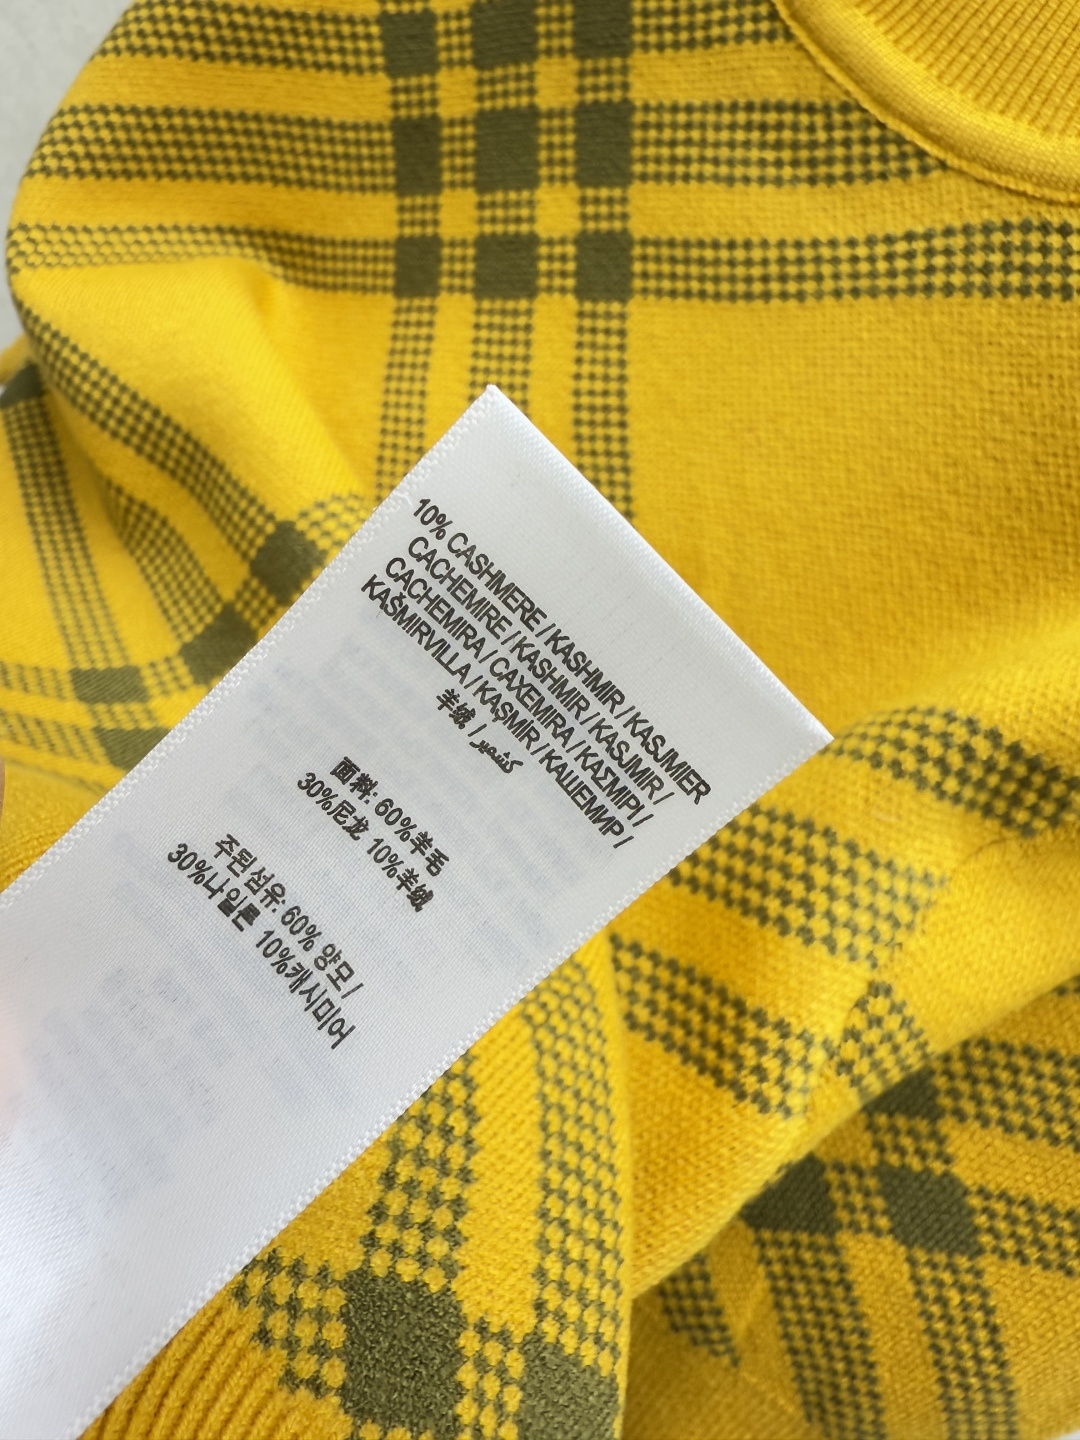 10% CASHMERE / KASHMIR / KASJMIER
CACHEMIRE / KASHMIR / KASJMIR /
CACHEMIRA / CAXEMIRA / ΚΑΣΜΙΡΙ /
KAŠMIRVILLA / KAŞMİR / КАШЕМИР /
羊绒 / كشمير
面料: 60%羊毛
30%尼龙 10%羊绒
주된섬유: 60% 양모 /
30%나일론 10%캐시미어